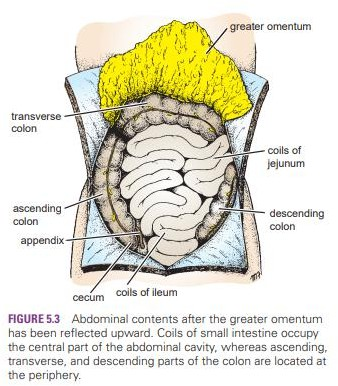 greater omentum
transverse
colon
coils of
jejunum
ascending
colon
descending
colon
appendix
cecum
coils of ileum
FIGURE 5.3 Abdominal contents after the greater omentum
has been reflected upward. Coils of small intestine occupy
the central part of the abdominal cavity, whereas ascending,
transverse, and descending parts of the colon are located at
the periphery.